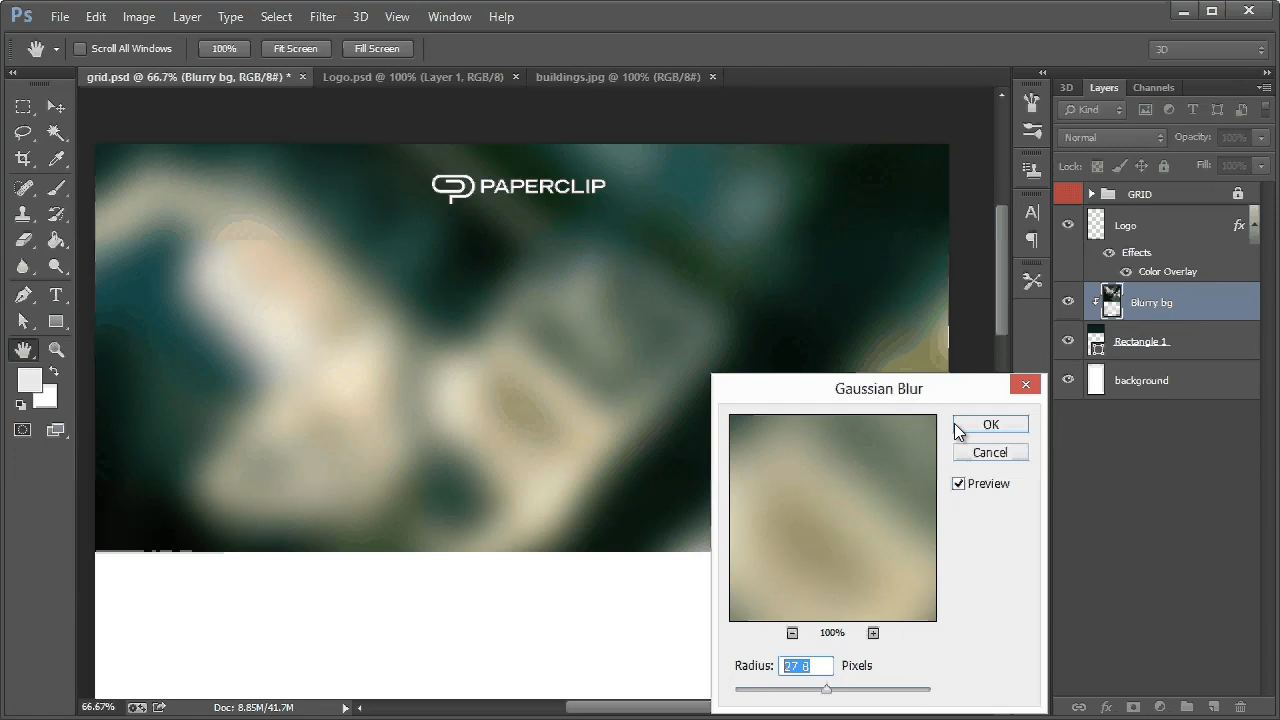 Ps File Edit Image Layer Type Select Filter 3D View Window Help
Scroll All Windows 100% Fit Screen Fill Screen 3D
grid.psd @ 66.7% (Blurry bg, RGB/8#) * × Logo.psd @ 100% (Layer 1, RGB/8) × buildings.jpg @ 100% (RGB/8#) ×
3D Layers Channels
Kind
Normal Opacity: 100%
Lock: Fill: 100%
GRID
Logo fx
Effects
Color Overlay
Blurry bg
Rectangle 1
background
PAPERCLIP
Gaussian Blur
OK
Cancel
Preview
100%
Radius: 27.8 Pixels
66.67% Doc: 8.85M/41.7M